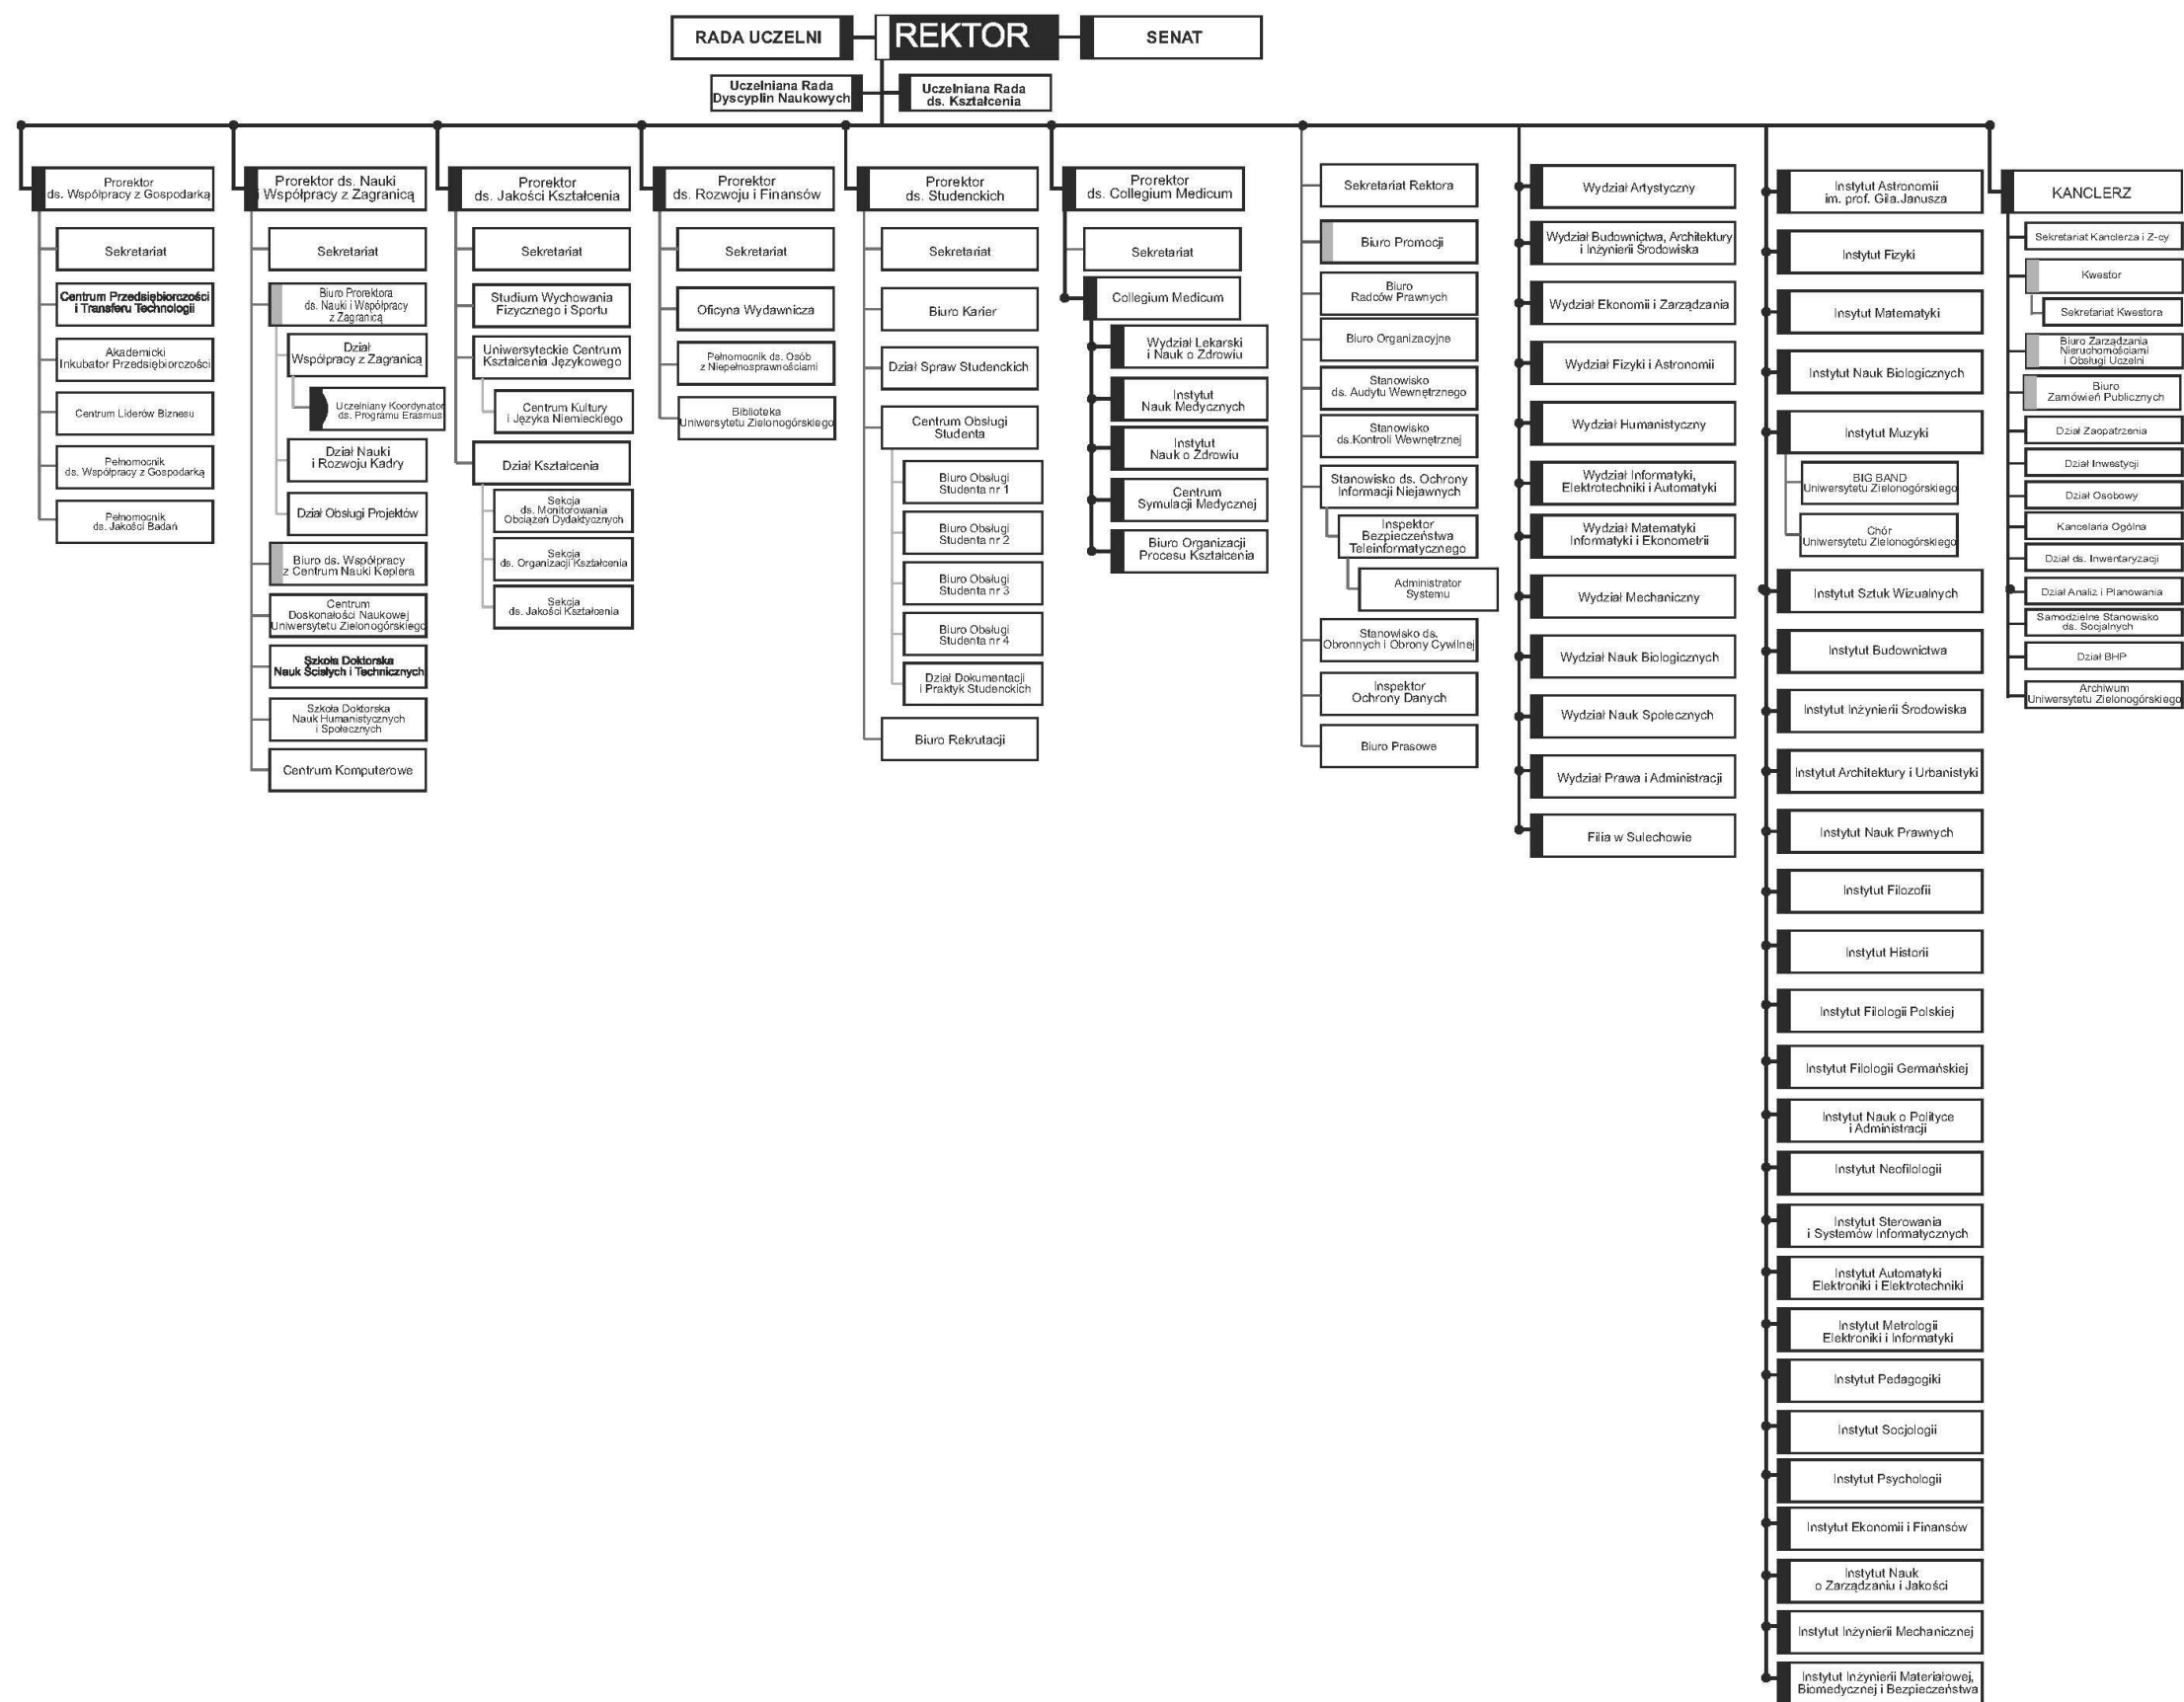 RADA UCZELNI
REKTOR
SENAT
Uczelniana Rada
Dyscyplin Naukowych
Uczelniana Rada
ds. Kształcenia
Prorektor
ds. Współpracy z Gospodarką
Sekretariat
Centrum Przedsiębiorczości
i Transferu Technologii
Akademicki
Inkubator Przedsiębiorczości
Centrum Liderów Biznesu
Pełnomocnik
ds. Współpracy z Gospodarką
Pełnomocnik
ds. Jakości Badań
Prorektor ds. Nauki
i Współpracy z Zagranicą
Sekretariat
Biuro Prorektora
ds. Nauki i Współpracy
z Zagranicą
Dział
Współpracy z Zagranicą
Uczelniany Koordynator
ds. Programu Erasmus
Dział Nauki
i Rozwoju Kadry
Dział Obsługi Projektów
Biuro ds. Współpracy
z Centrum Nauki Keplera
Centrum
Doskonałości Naukowej
Uniwersytetu Zielonogórskiego
Szkoła Doktorska
Nauk Ścisłych i Technicznych
Szkoła Doktorska
Nauk Humanistycznych
i Społecznych
Centrum Komputerowe
Prorektor
ds. Jakości Kształcenia
Sekretariat
Studium Wychowania
Fizycznego i Sportu
Uniwersyteckie Centrum
Kształcenia Językowego
Centrum Kultury
i Języka Niemieckiego
Dział Kształcenia
Sekcja
ds. Monitorowania
Obciążeń Dydaktycznych
Sekcja
ds. Organizacji Kształcenia
Sekcja
ds. Jakości Kształcenia
Prorektor
ds. Rozwoju i Finansów
Sekretariat
Oficyna Wydawnicza
Pełnomocnik ds. Osób
z Niepełnosprawnościami
Biblioteka
Uniwersytetu Zielonogórskiego
Prorektor
ds. Studenckich
Sekretariat
Biuro Karier
Dział Spraw Studenckich
Centrum Obsługi
Studenta
Biuro Obsługi
Studenta nr 1
Biuro Obsługi
Studenta nr 2
Biuro Obsługi
Studenta nr 3
Biuro Obsługi
Studenta nr 4
Dział Dokumentacji
i Praktyk Studenckich
Biuro Rekrutacji
Prorektor
ds. Collegium Medicum
Sekretariat
Collegium Medicum
Wydział Lekarski
i Nauk o Zdrowiu
Instytut
Nauk Medycznych
Instytut
Nauk o Zdrowiu
Centrum
Symulacji Medycznej
Biuro Organizacji
Procesu Kształcenia
Sekretariat Rektora
Biuro Promocji
Biuro
Radców Prawnych
Biuro Organizacyjne
Stanowisko
ds. Audytu Wewnętrznego
Stanowisko
ds.Kontroli Wewnętrznej
Stanowisko ds. Ochrony
Informacji Niejawnych
Inspektor
Bezpieczeństwa
Teleinformatycznego
Administrator
Systemu
Stanowisko ds.
Obronnych i Obrony Cywilnej
Inspektor
Ochrony Danych
Biuro Prasowe
Wydział Artystyczny
Wydział Budownictwa, Architektury
i Inżynierii Środowiska
Wydział Ekonomii i Zarządzania
Wydział Fizyki i Astronomii
Wydział Humanistyczny
Wydział Informatyki,
Elektrotechniki i Automatyki
Wydział Matematyki
Informatyki i Ekonometrii
Wydział Mechaniczny
Wydział Nauk Biologicznych
Wydział Nauk Społecznych
Wydział Prawa i Administracji
Filia w Sulechowie
Instytut Astronomii
im. prof. Gila.Janusza
Instytut Fizyki
Insytut Matematyki
Instytut Nauk Biologicznych
Instytut Muzyki
BIG BAND
Uniwersytetu Zielonogórskiego
Chór
Uniwersytetu Zielonogórskiego
Instytut Sztuk Wizualnych
Instytut Budownictwa
Instytut Inżynierii Środowiska
Instytut Architektury i Urbanistyki
Instytut Nauk Prawnych
Instytut Filozofii
Instytut Historii
Instytut Filologii Polskiej
Instytut Filologii Germańskiej
Instytut Nauk o Polityce
i Administracji
Instytut Neofilologii
Instytut Sterowania
i Systemów Informatycznych
Instytut Automatyki
Elektroniki i Elektrotechniki
Instytut Metrologii
Elektroniki i Informatyki
Instytut Pedagogiki
Instytut Socjologii
Instytut Psychologii
Instytut Ekonomii i Finansów
Instytut Nauk
o Zarządzaniu i Jakości
Instytut Inżynierii Mechanicznej
Instytut Inżynierii Materiałowej,
Biomedycznej i Bezpieczeństwa
KANCLERZ
Sekretariat Kanclerza i Z-cy
Kwestor
Sekretariat Kwestora
Biuro Zarządzania
Nieruchomościami
i Obsługi Uczelni
Biuro
Zamówień Publicznych
Dział Zaopatrzenia
Dział Inwestycji
Dział Osobowy
Kancelaria Ogólna
Dział ds. Inwentaryzacji
Dział Analiz i Planowania
Samodzielne Stanowisko
ds. Socjalnych
Dział BHP
Archiwum
Uniwersytetu Zielonogórskiego